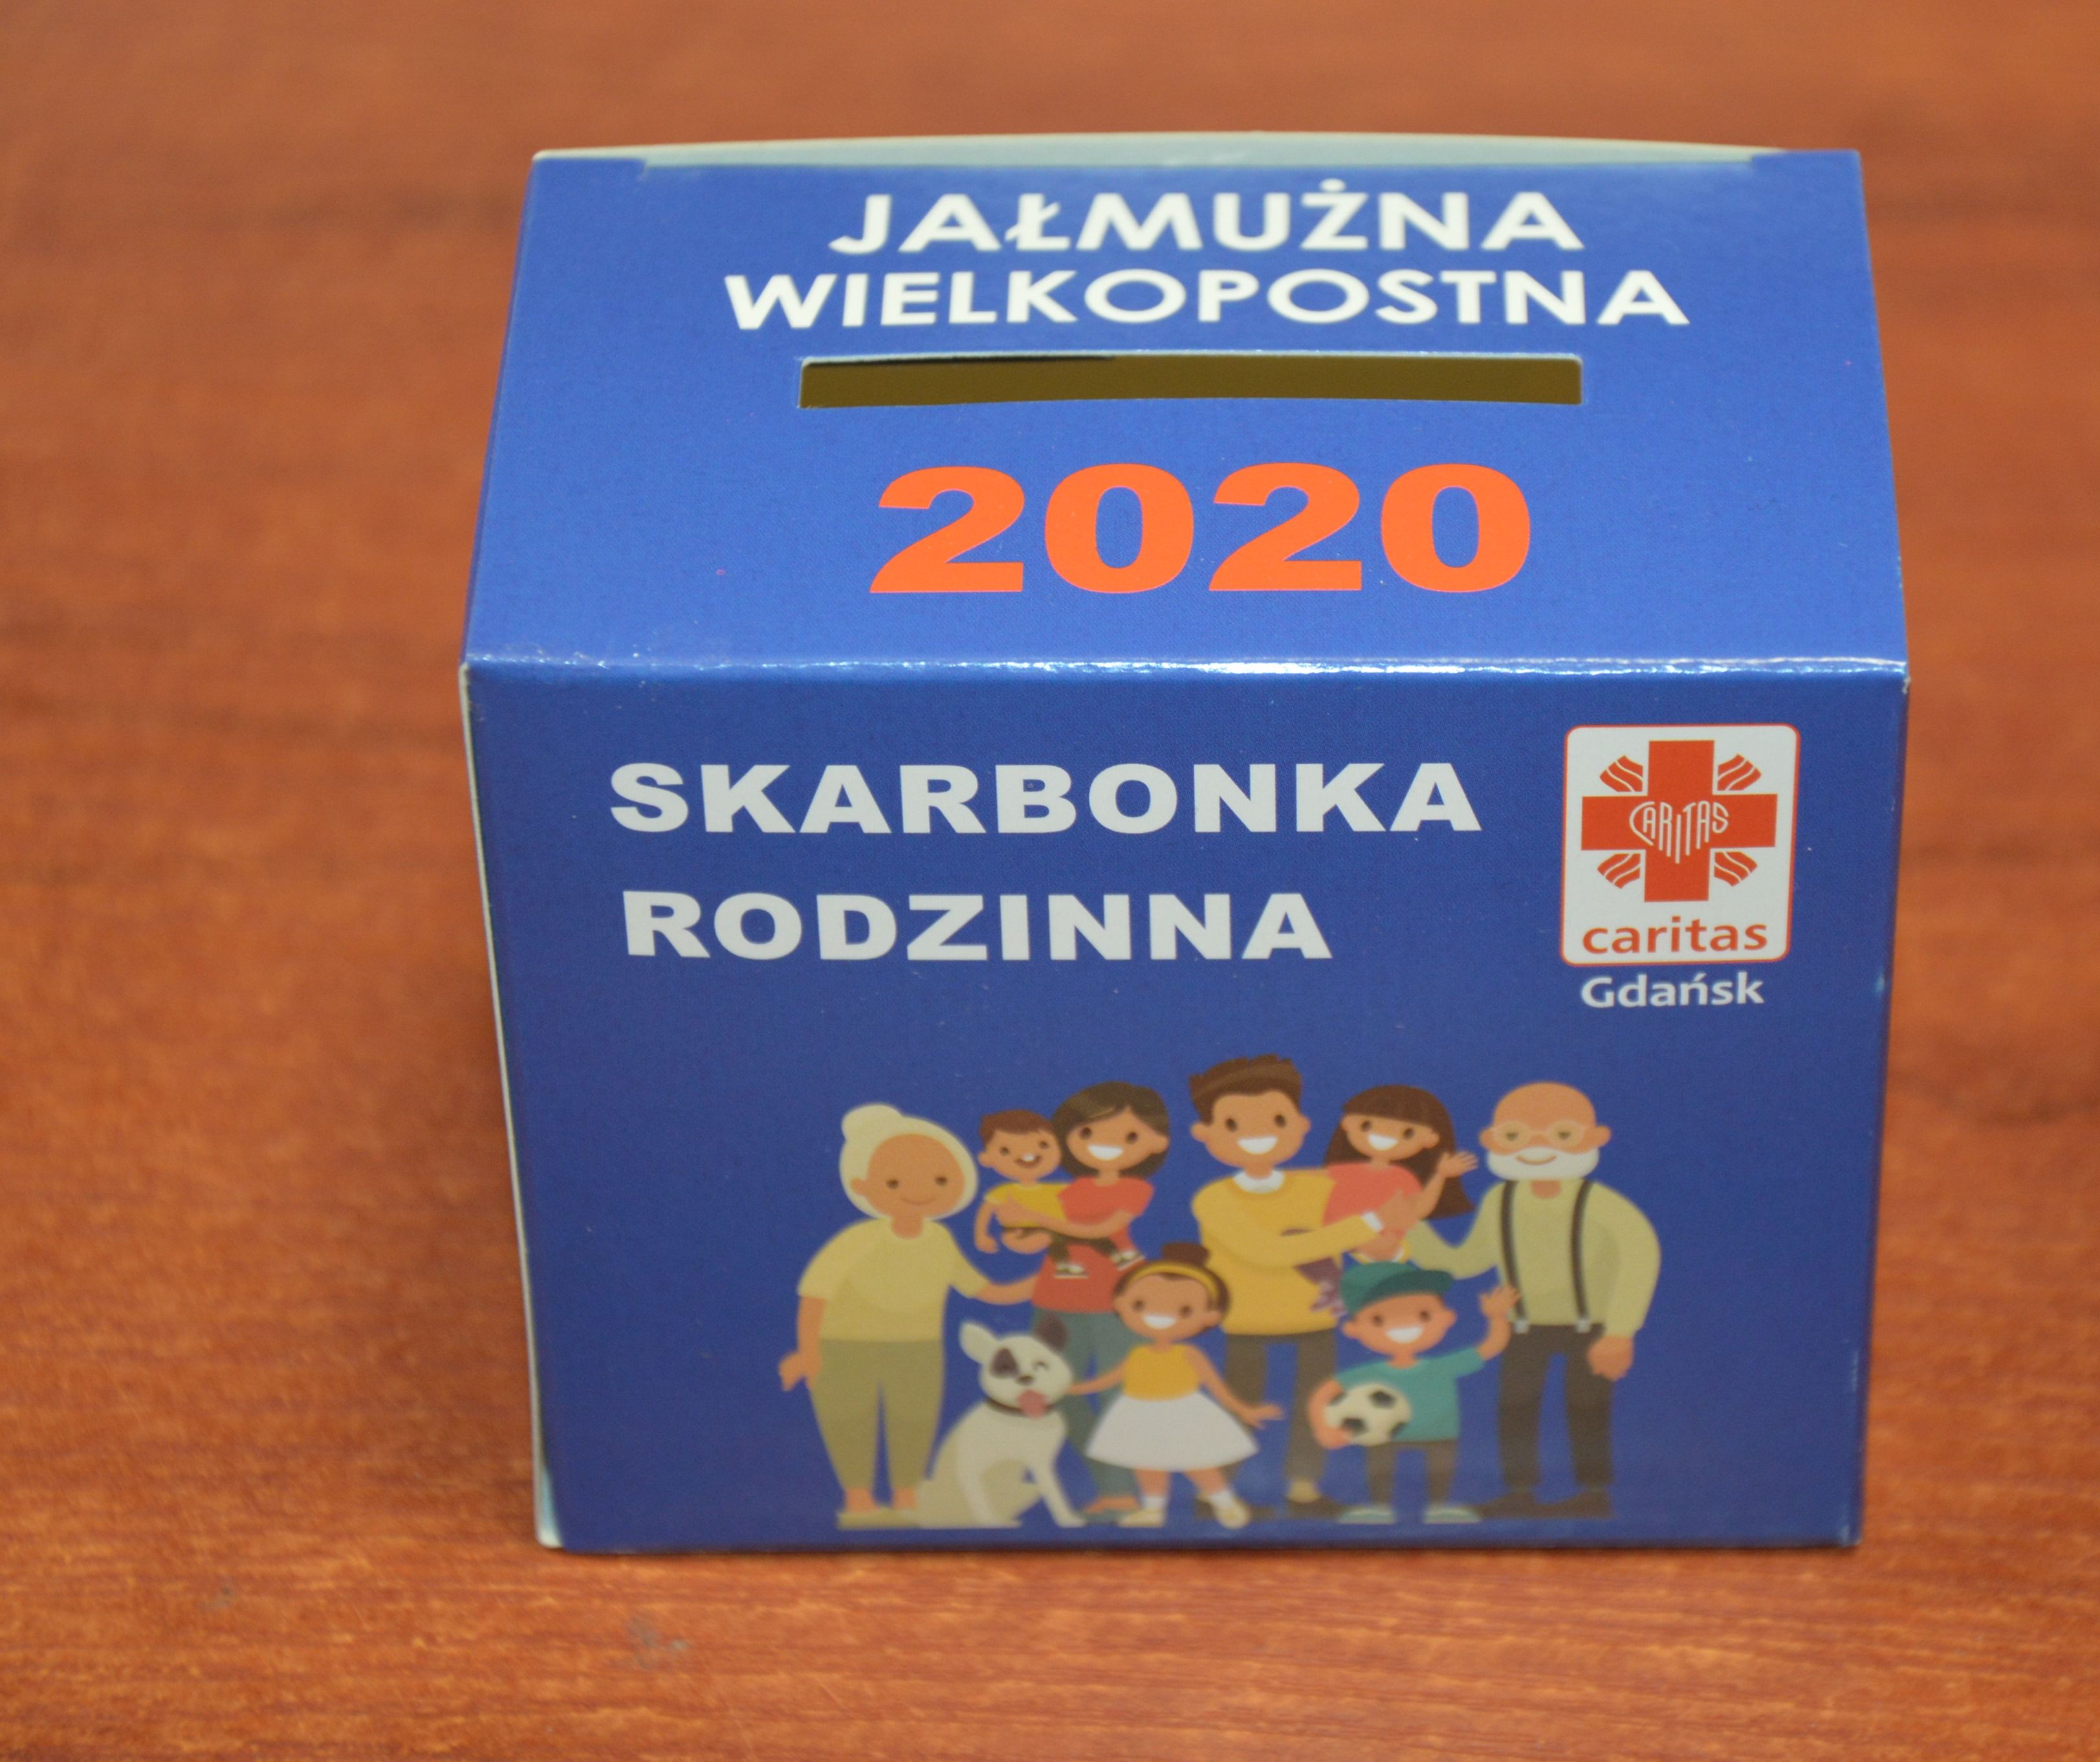 JAŁMUŻNA
WIELKOPOSTNA
2020
SKARBONKA
RODZINNA
CARITAS
caritas
Gdańsk